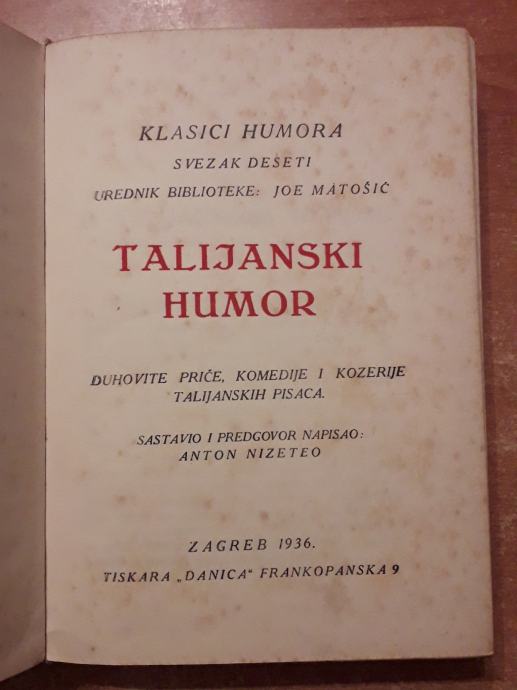 KLASICI HUMORA
SVEZAK DESETI
UREDNIK BIBLIOTEKE: JOE MATOŠIĆ
TALIJANSKI
HUMOR
DUHOVITE PRIČE, KOMEDIJE I KOZERIJE
TALIJANSKIH PISACA.
SASTAVIO I PREDGOVOR NAPISAO:
ANTON NIZETEO
ZAGREB 1936.
TISKARA „DANICA“ FRANKOPANSKA 9